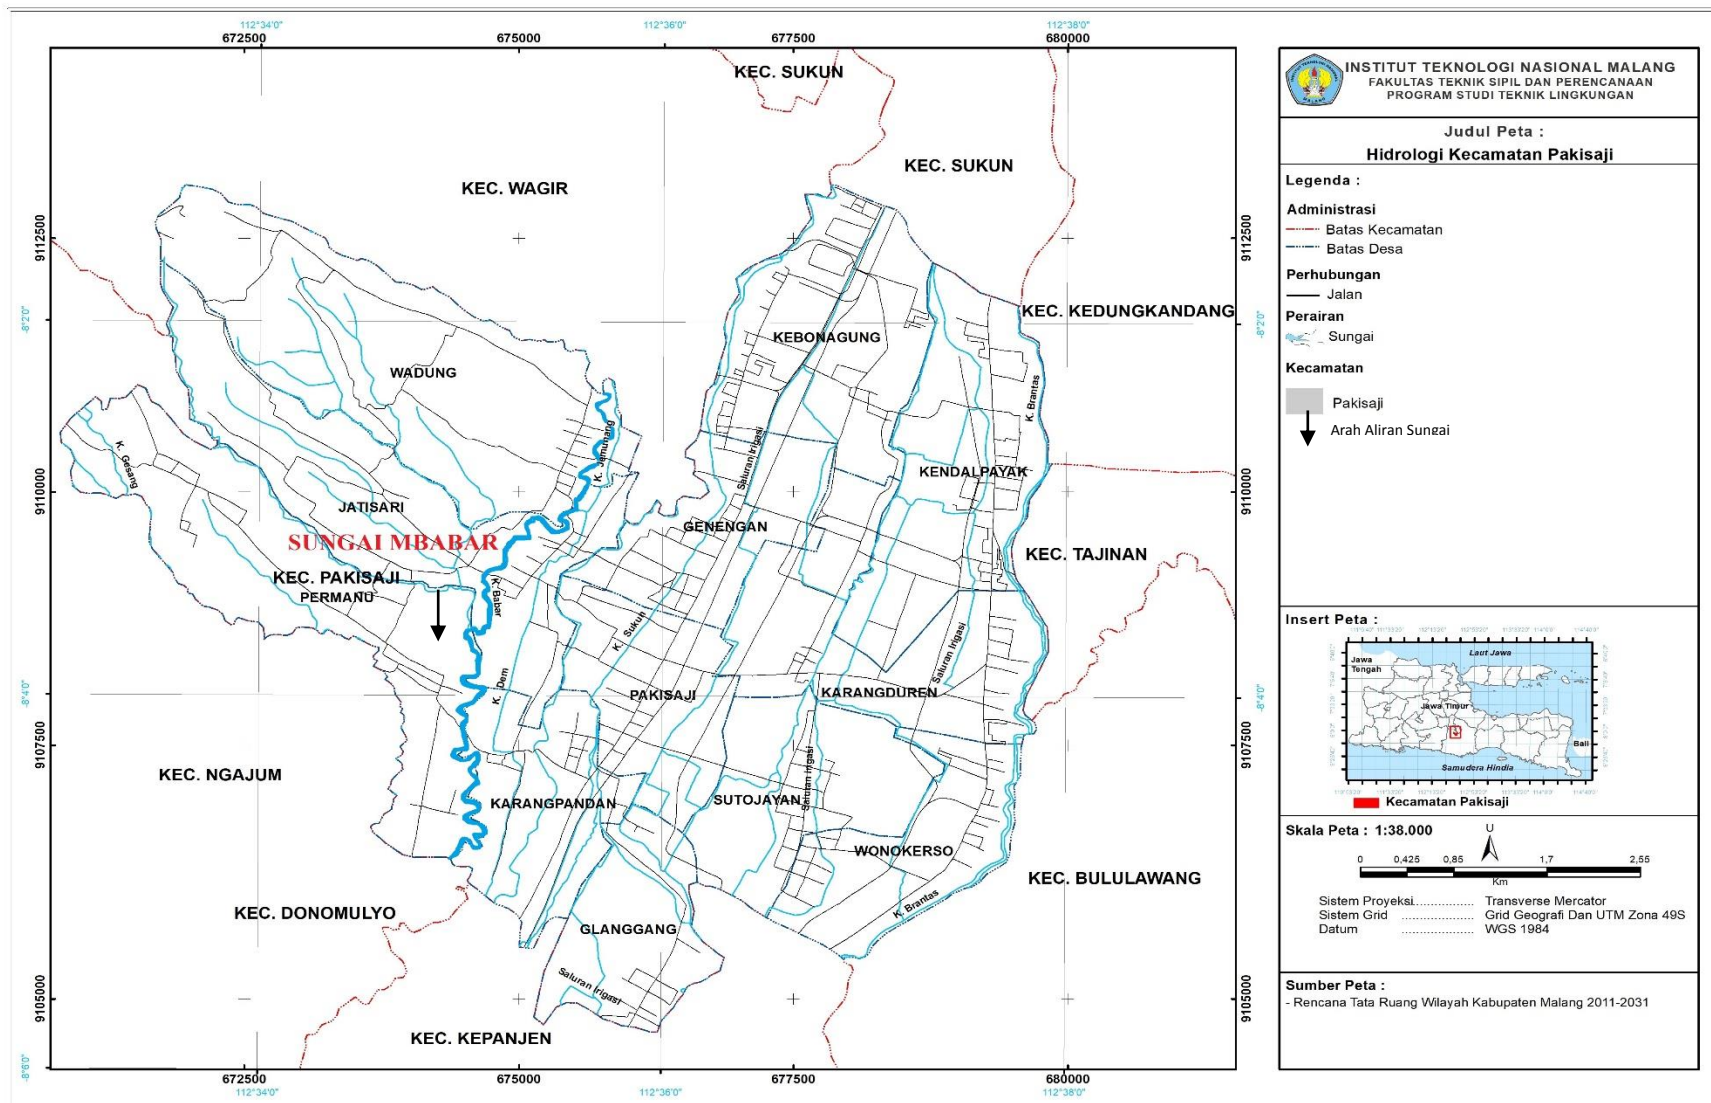 112°34'0"
112°36'0"
112°38'0"
672500
675000
677500
680000
KEC. SUKUN
KEC. SUKUN
KEC. WAGIR
9112500
9112500
-8°2'0"
-8°2'0"
KEC. KEDUNGKANDANG
KEBONAGUNG
WADUNG
K. Brantas
K. Jemunang
K. Gesang
Saluran Irigasi
KENDALPAYAK
9110000
9110000
JATISARI
GENENGAN
SUNGAI MBABAR
KEC. TAJINAN
KEC. PAKISAJI
PERMANU
K. Babar
K. Sukuh
Saluran Irigasi
K. Dem
PAKISAJI
KARANGDUREN
-8°4'0"
-8°4'0"
9107500
9107500
KEC. NGAJUM
Saluran Irigasi
KARANGPANDAN
SUTOJAYAN
WONOKERSO
KEC. BULULAWANG
K. Brantas
KEC. DONOMULYO
GLANGGANG
Saluran Irigasi
9105000
9105000
KEC. KEPANJEN
-8°6'0"
672500
675000
677500
680000
112°34'0"
112°36'0"
112°38'0"
INSTITUT TEKNOLOGI NASIONAL MALANG
FAKULTAS TEKNIK SIPIL DAN PERENCANAAN
PROGRAM STUDI TEKNIK LINGKUNGAN
Judul Peta :
Hidrologi Kecamatan Pakisaji
Legenda :
Administrasi
Batas Kecamatan
Batas Desa
Perhubungan
Jalan
Perairan
Sungai
Kecamatan
Pakisaji
Arah Aliran Sungai
Insert Peta :
Laut Jawa
Jawa
Tengah
Jawa Timur
Bali
Samudera Hindia
Kecamatan Pakisaji
Skala Peta : 1:38.000
U
0 0,425 0,85 1,7 2,55
Km
Sistem Proyeksi............... Transverse Mercator
Sistem Grid .................... Grid Geografi Dan UTM Zona 49S
Datum .................... WGS 1984
Sumber Peta :
- Rencana Tata Ruang Wilayah Kabupaten Malang 2011-2031